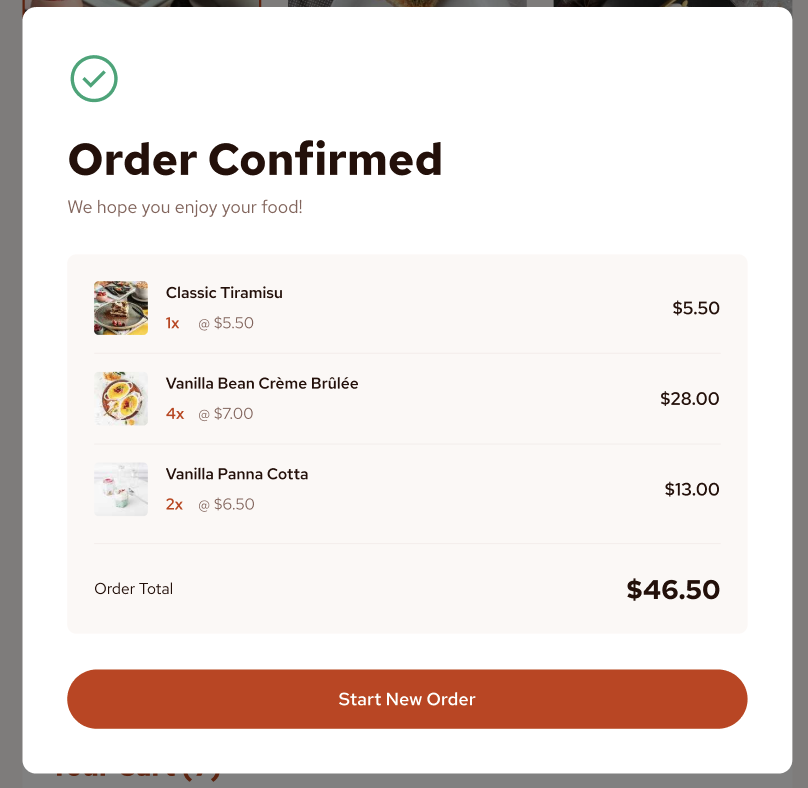 Order Confirmed
We hope you enjoy your food!
Classic Tiramisu
1x @ $5.50
$5.50
Vanilla Bean Crème Brûlée
4x @ $7.00
$28.00
Vanilla Panna Cotta
2x @ $6.50
$13.00
Order Total
$46.50
Start New Order
Your Cart (7)